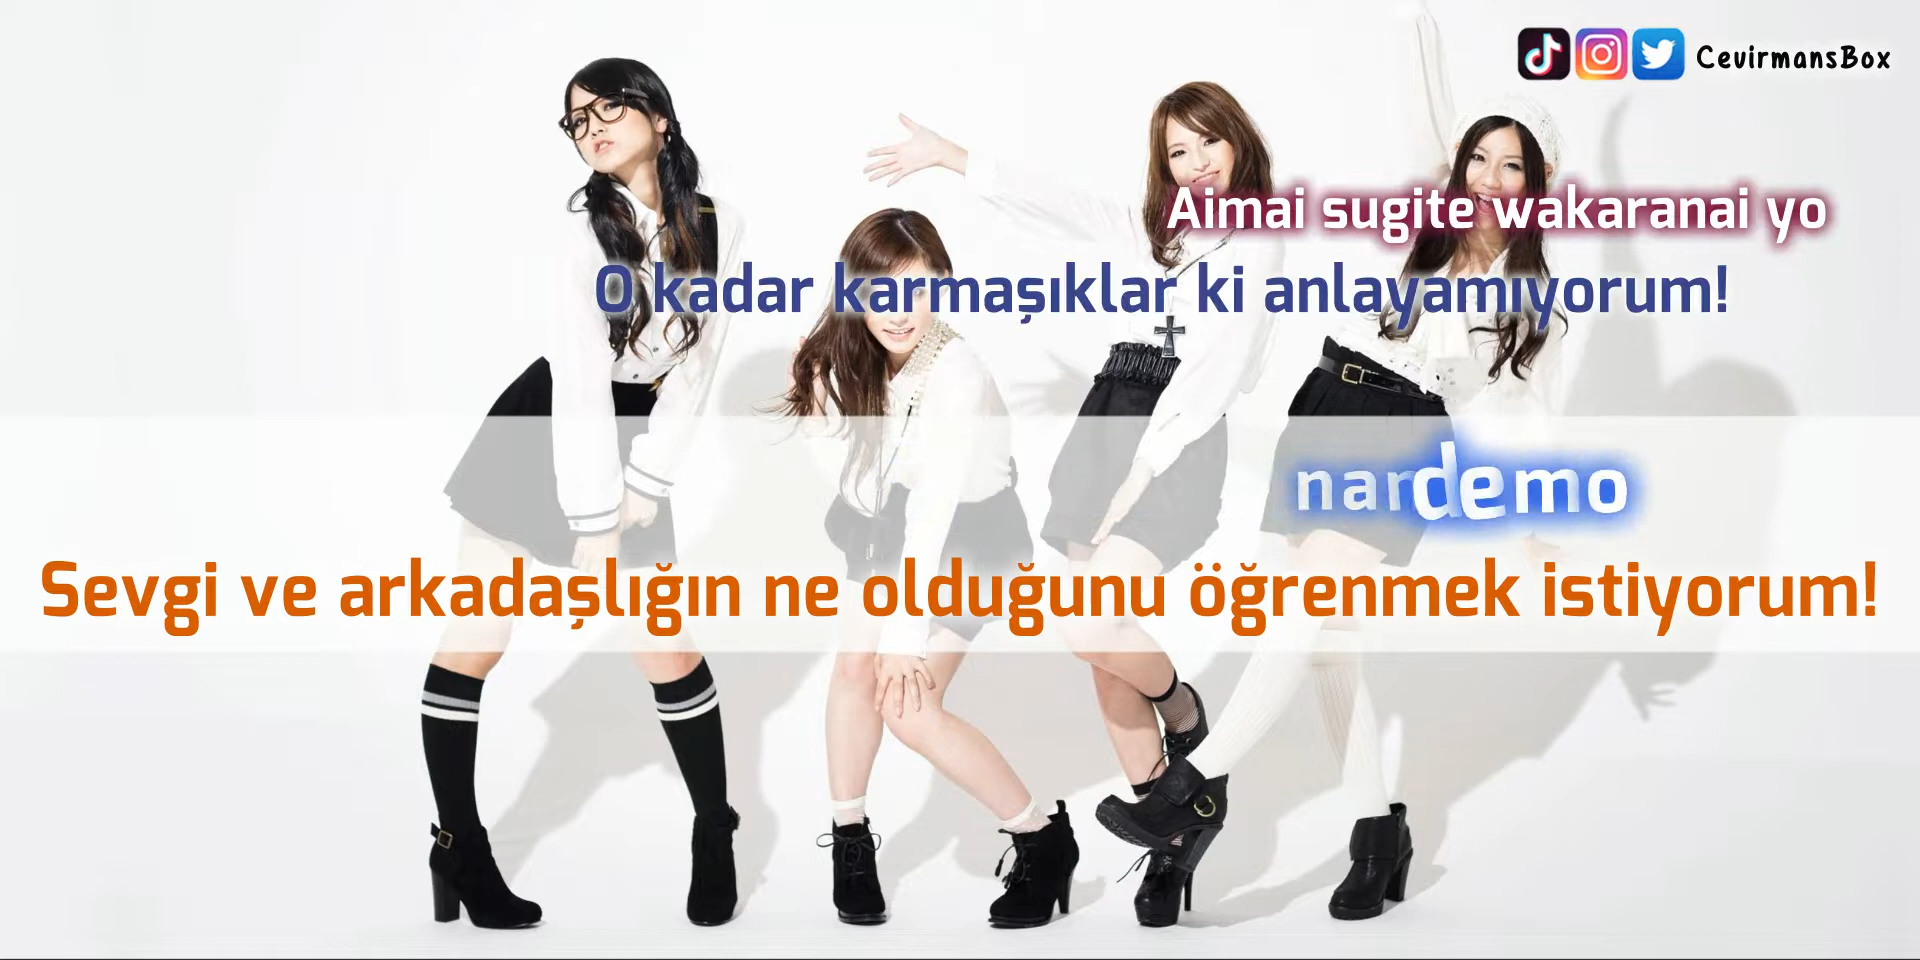 CevirmansBox
Aimai sugite wakaranai yo
O kadar karmaşıklar ki anlayamıyorum!
nardemo
Sevgi ve arkadaşlığın ne olduğunu öğrenmek istiyorum!